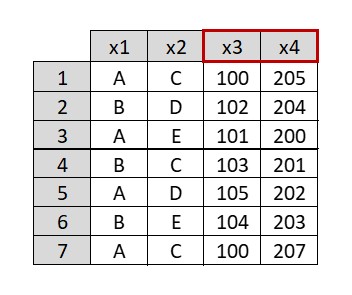 x1 x2 x3 x4
1 A C 100 205
2 B D 102 204
3 A E 101 200
4 B C 103 201
5 A D 105 202
6 B E 104 203
7 A C 100 207